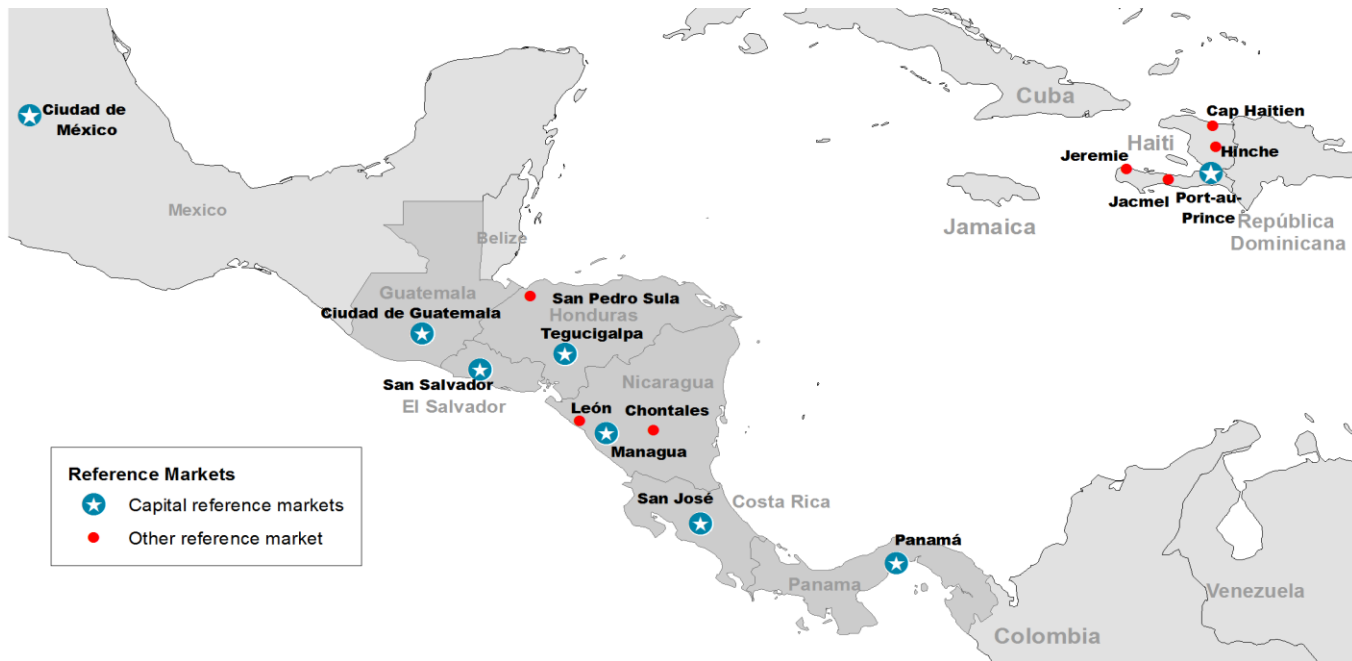 Cuba
Ciudad de
México
Cap Haitien
Haiti
Hinche
Jeremie
Jacmel
Port-au-
Prince
Mexico
Jamaica
República
Dominicana
Belize
Guatemala
San Pedro Sula
Ciudad de Guatemala
Honduras
Tegucigalpa
San Salvador
Nicaragua
El Salvador
León
Chontales
Managua
Reference Markets
Capital reference markets
Other reference market
San José
Costa Rica
Panamá
Panama
Venezuela
Colombia